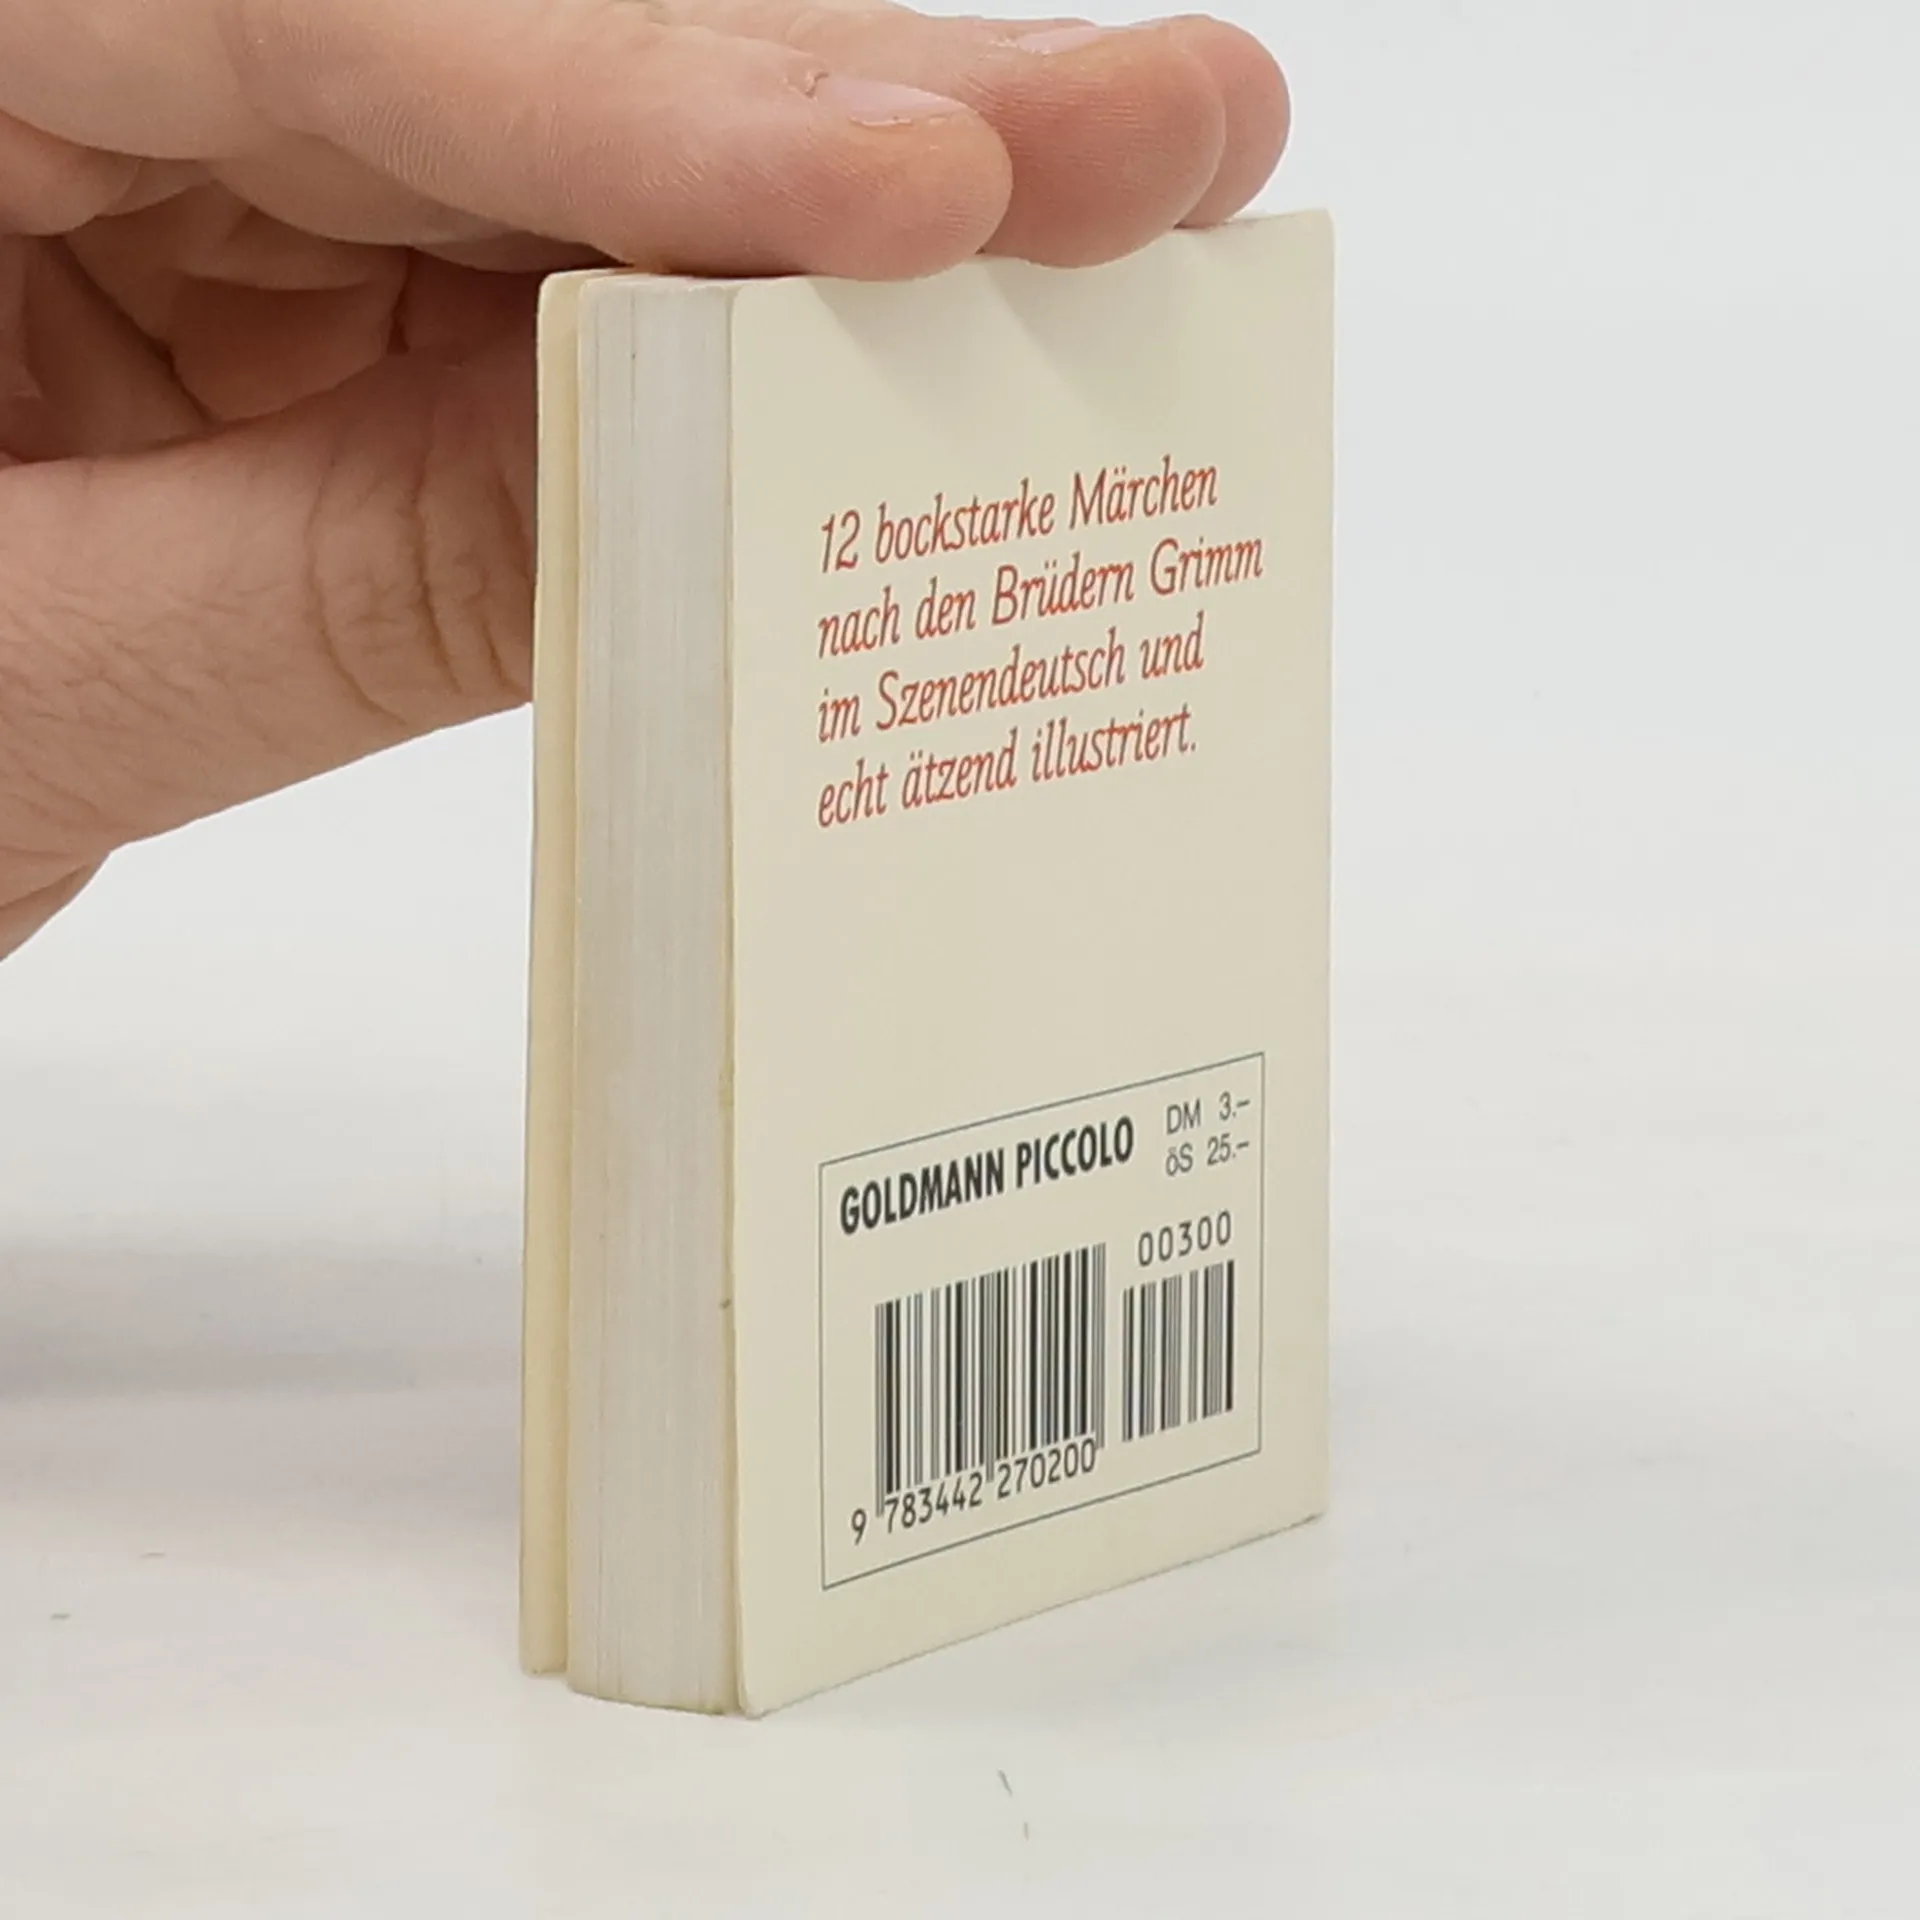 12 bockstarke Märchen
nach den Brüdern Grimm
im Szenendeutsch und
echt ätzend illustriert.
GOLDMANN PICCOLO
DM 3.–
öS 25.–
00300
9 783442 270200